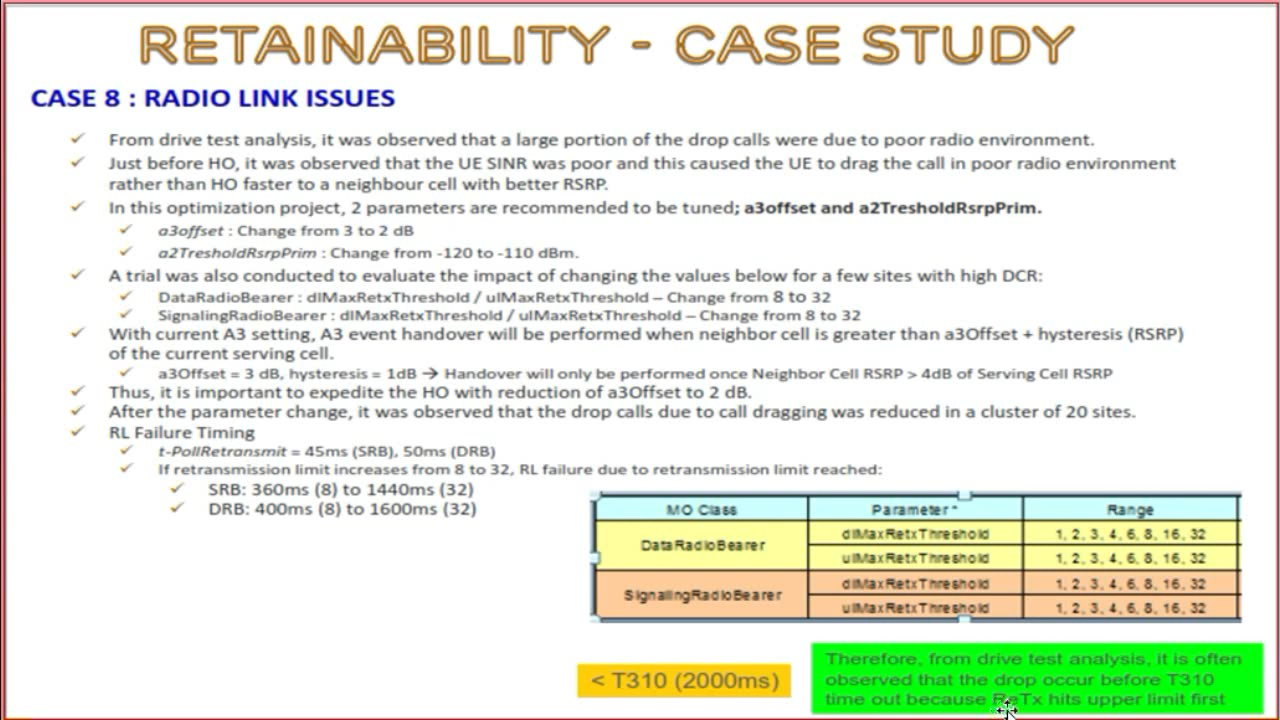 RETAINABILITY - CASE STUDY
CASE 8 : RADIO LINK ISSUES
From drive test analysis, it was observed that a large portion of the drop calls were due to poor radio environment.
Just before HO, it was observed that the UE SINR was poor and this caused the UE to drag the call in poor radio environment
rather than HO faster to a neighbour cell with better RSRP.
In this optimization project, 2 parameters are recommended to be tuned; a3offset and a2TresholdRsrpPrim.
a3offset : Change from 3 to 2 dB
a2TresholdRsrpPrim : Change from -120 to -110 dBm.
A trial was also conducted to evaluate the impact of changing the values below for a few sites with high DCR:
DataRadioBearer : dlMaxRetxThreshold / ulMaxRetxThreshold – Change from 8 to 32
SignalingRadioBearer : dlMaxRetxThreshold / ulMaxRetxThreshold – Change from 8 to 32
With current A3 setting, A3 event handover will be performed when neighbor cell is greater than a3Offset + hysteresis (RSRP)
of the current serving cell.
a3Offset = 3 dB, hysteresis = 1dB → Handover will only be performed once Neighbor Cell RSRP > 4dB of Serving Cell RSRP
Thus, it is important to expedite the HO with reduction of a3Offset to 2 dB.
After the parameter change, it was observed that the drop calls due to call dragging was reduced in a cluster of 20 sites.
RL Failure Timing
t-PollRetransmit = 45ms (SRB), 50ms (DRB)
If retransmission limit increases from 8 to 32, RL failure due to retransmission limit reached:
SRB: 360ms (8) to 1440ms (32)
DRB: 400ms (8) to 1600ms (32)
MO Class Parameter * Range
DataRadioBearer dlMaxRetxThreshold 1, 2, 3, 4, 6, 8, 16, 32
ulMaxRetxThreshold 1, 2, 3, 4, 6, 8, 16, 32
SignalingRadioBearer dlMaxRetxThreshold 1, 2, 3, 4, 6, 8, 16, 32
ulMaxRetxThreshold 1, 2, 3, 4, 6, 8, 16, 32
< T310 (2000ms)
Therefore, from drive test analysis, it is often
observed that the drop occur before T310
time out because ReTx hits upper limit first